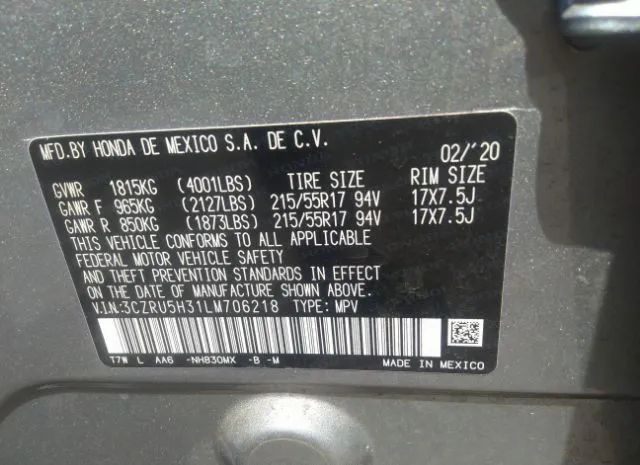 MFD.BY HONDA DE MEXICO S.A. DE C.V. 02/'20
GVWR 1815KG (4001LBS) TIRE SIZE RIM SIZE
GAWR F 965KG (2127LBS) 215/55R17 94V 17X7.5J
GAWR R 850KG (1873LBS) 215/55R17 94V 17X7.5J
THIS VEHICLE CONFORMS TO ALL APPLICABLE
FEDERAL MOTOR VEHICLE SAFETY
AND THEFT PREVENTION STANDARDS IN EFFECT
ON THE DATE OF MANUFACTURE SHOWN ABOVE.
V.I.N:3CZRU5H31LM706218 TYPE: MPV
T7W L AA6 -NH830MX -B -M
MADE IN MEXICO